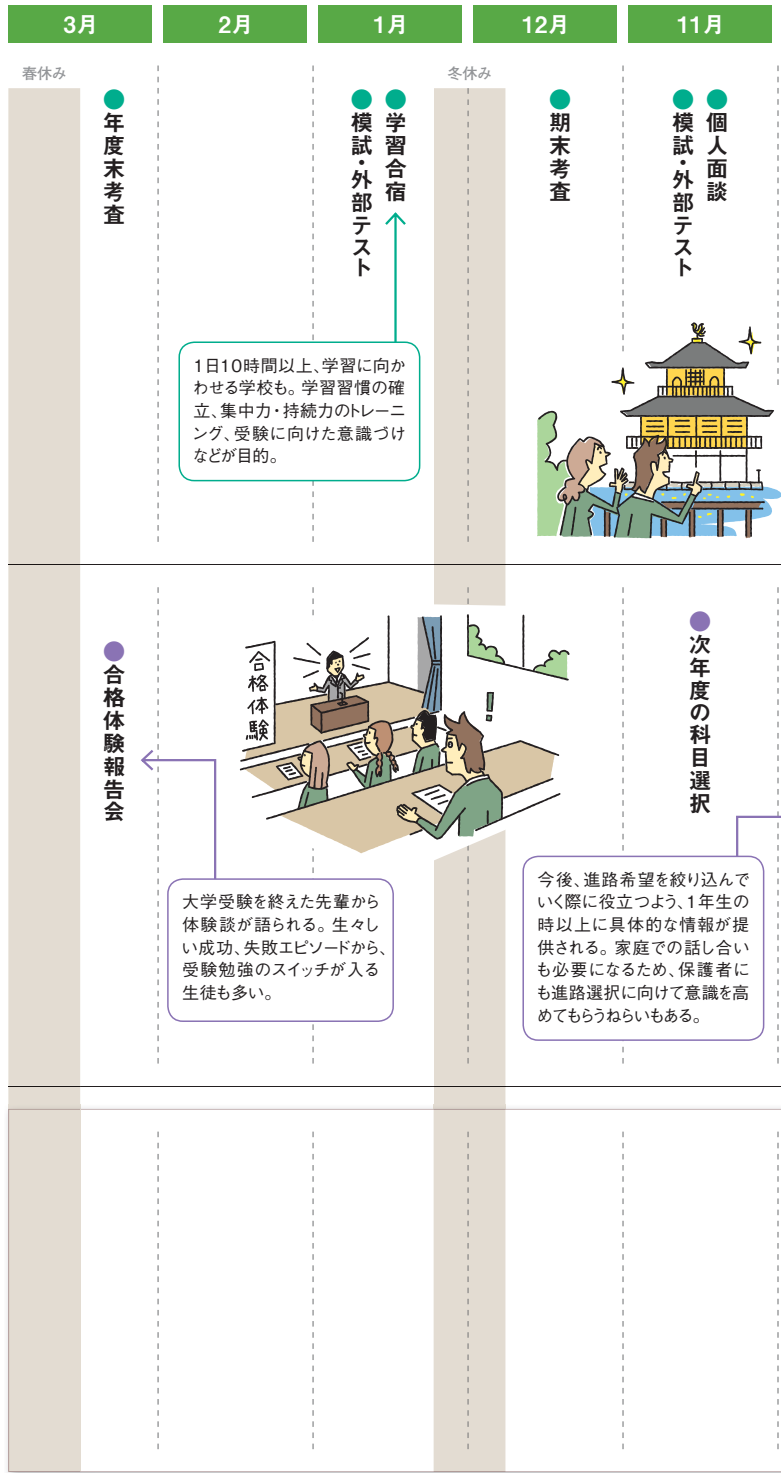 3月
2月
1月
12月
11月
春休み
冬休み
個人面談
模試・外部テスト
期末考査
学習合宿
模試・外部テスト
年度末考査
1日10時間以上、学習に向か
わせる学校も。学習習慣の確
立、集中力・持続力のトレーニ
ング、受験に向けた意識づけ
などが目的。
次年度の科目選択
合格体験
!
合格体験報告会
大学受験を終えた先輩から
体験談が語られる。生々し
い成功、失敗エピソードから、
受験勉強のスイッチが入る
生徒も多い。
今後、進路希望を絞り込んで
いく際に役立つよう、1年生の
時以上に具体的な情報が提
供される。家庭での話し合い
も必要になるため、保護者に
も進路選択に向けて意識を高
めてもらうねらいもある。